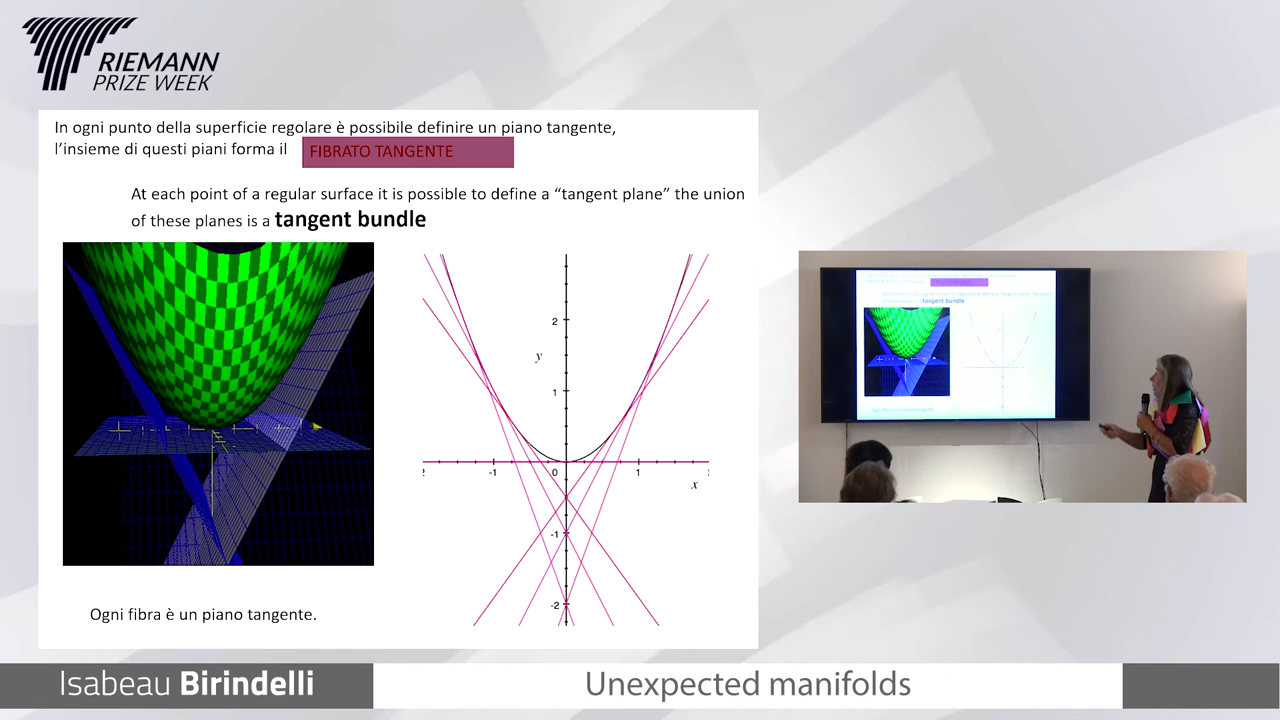 RIEMANN
PRIZE WEEK
In ogni punto della superficie regolare è possibile definire un piano tangente,
l'insieme di questi piani forma il FIBRATO TANGENTE
At each point of a regular surface it is possible to define a “tangent plane” the union
of these planes is a tangent bundle
2
y
1
-1
0
1
x
-1
-2
Ogni fibra è un piano tangente.
tangent bundle
Isabeau Birindelli
Unexpected manifolds